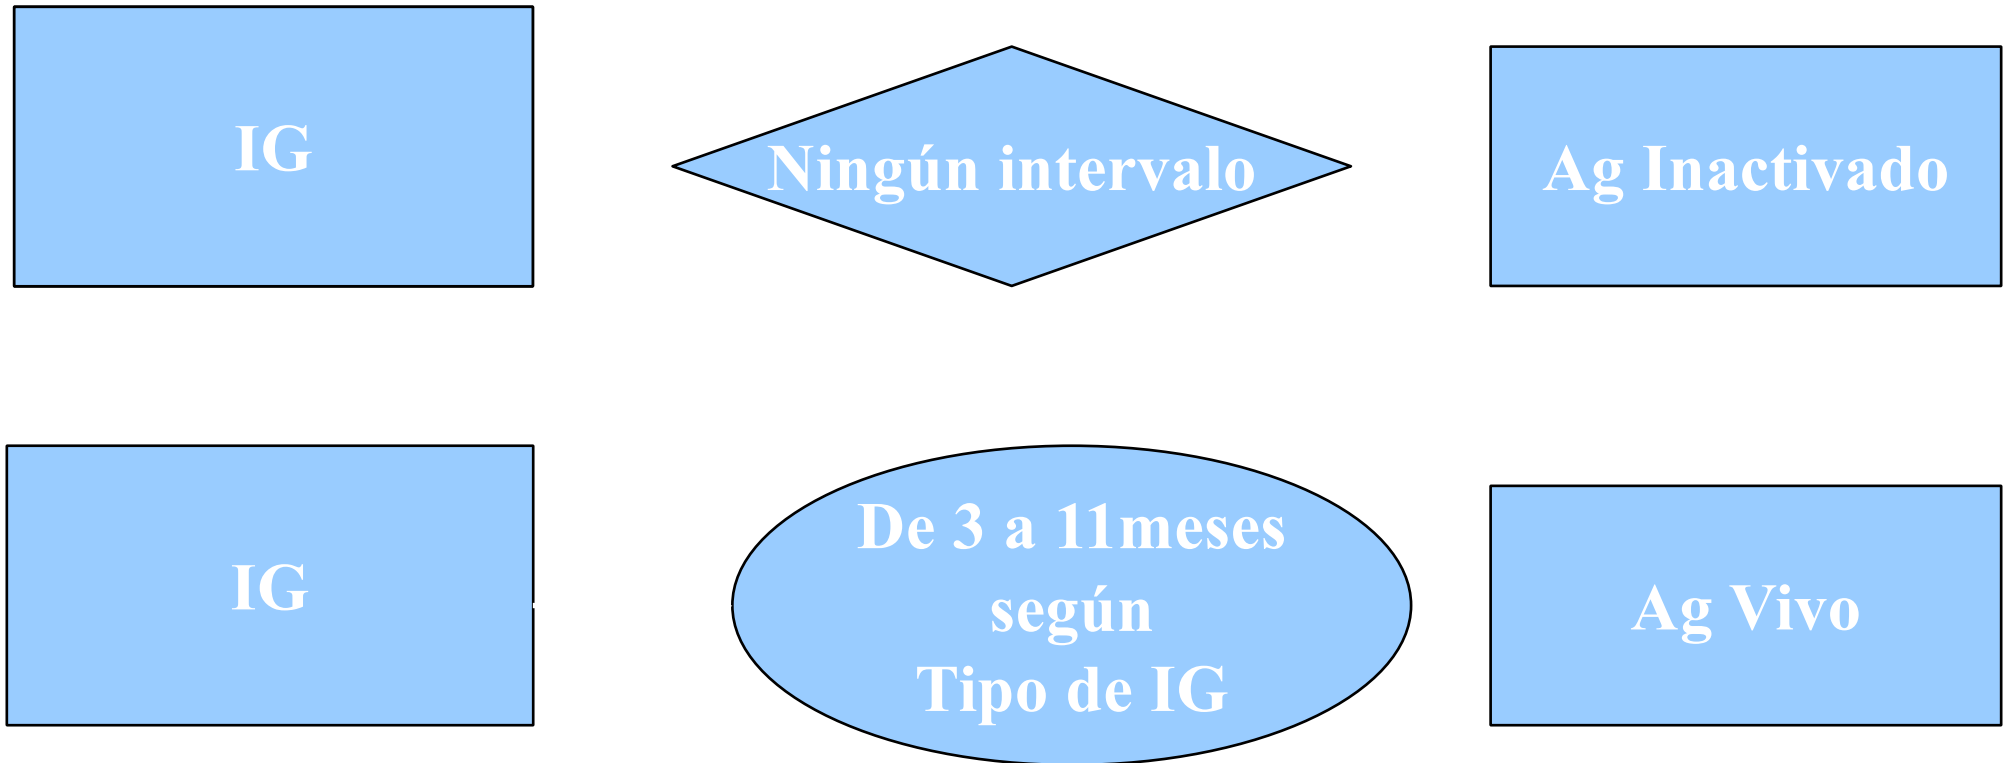 IG
Ningún intervalo
Ag Inactivado
IG
De 3 a 11meses
según
Tipo de IG
Ag Vivo